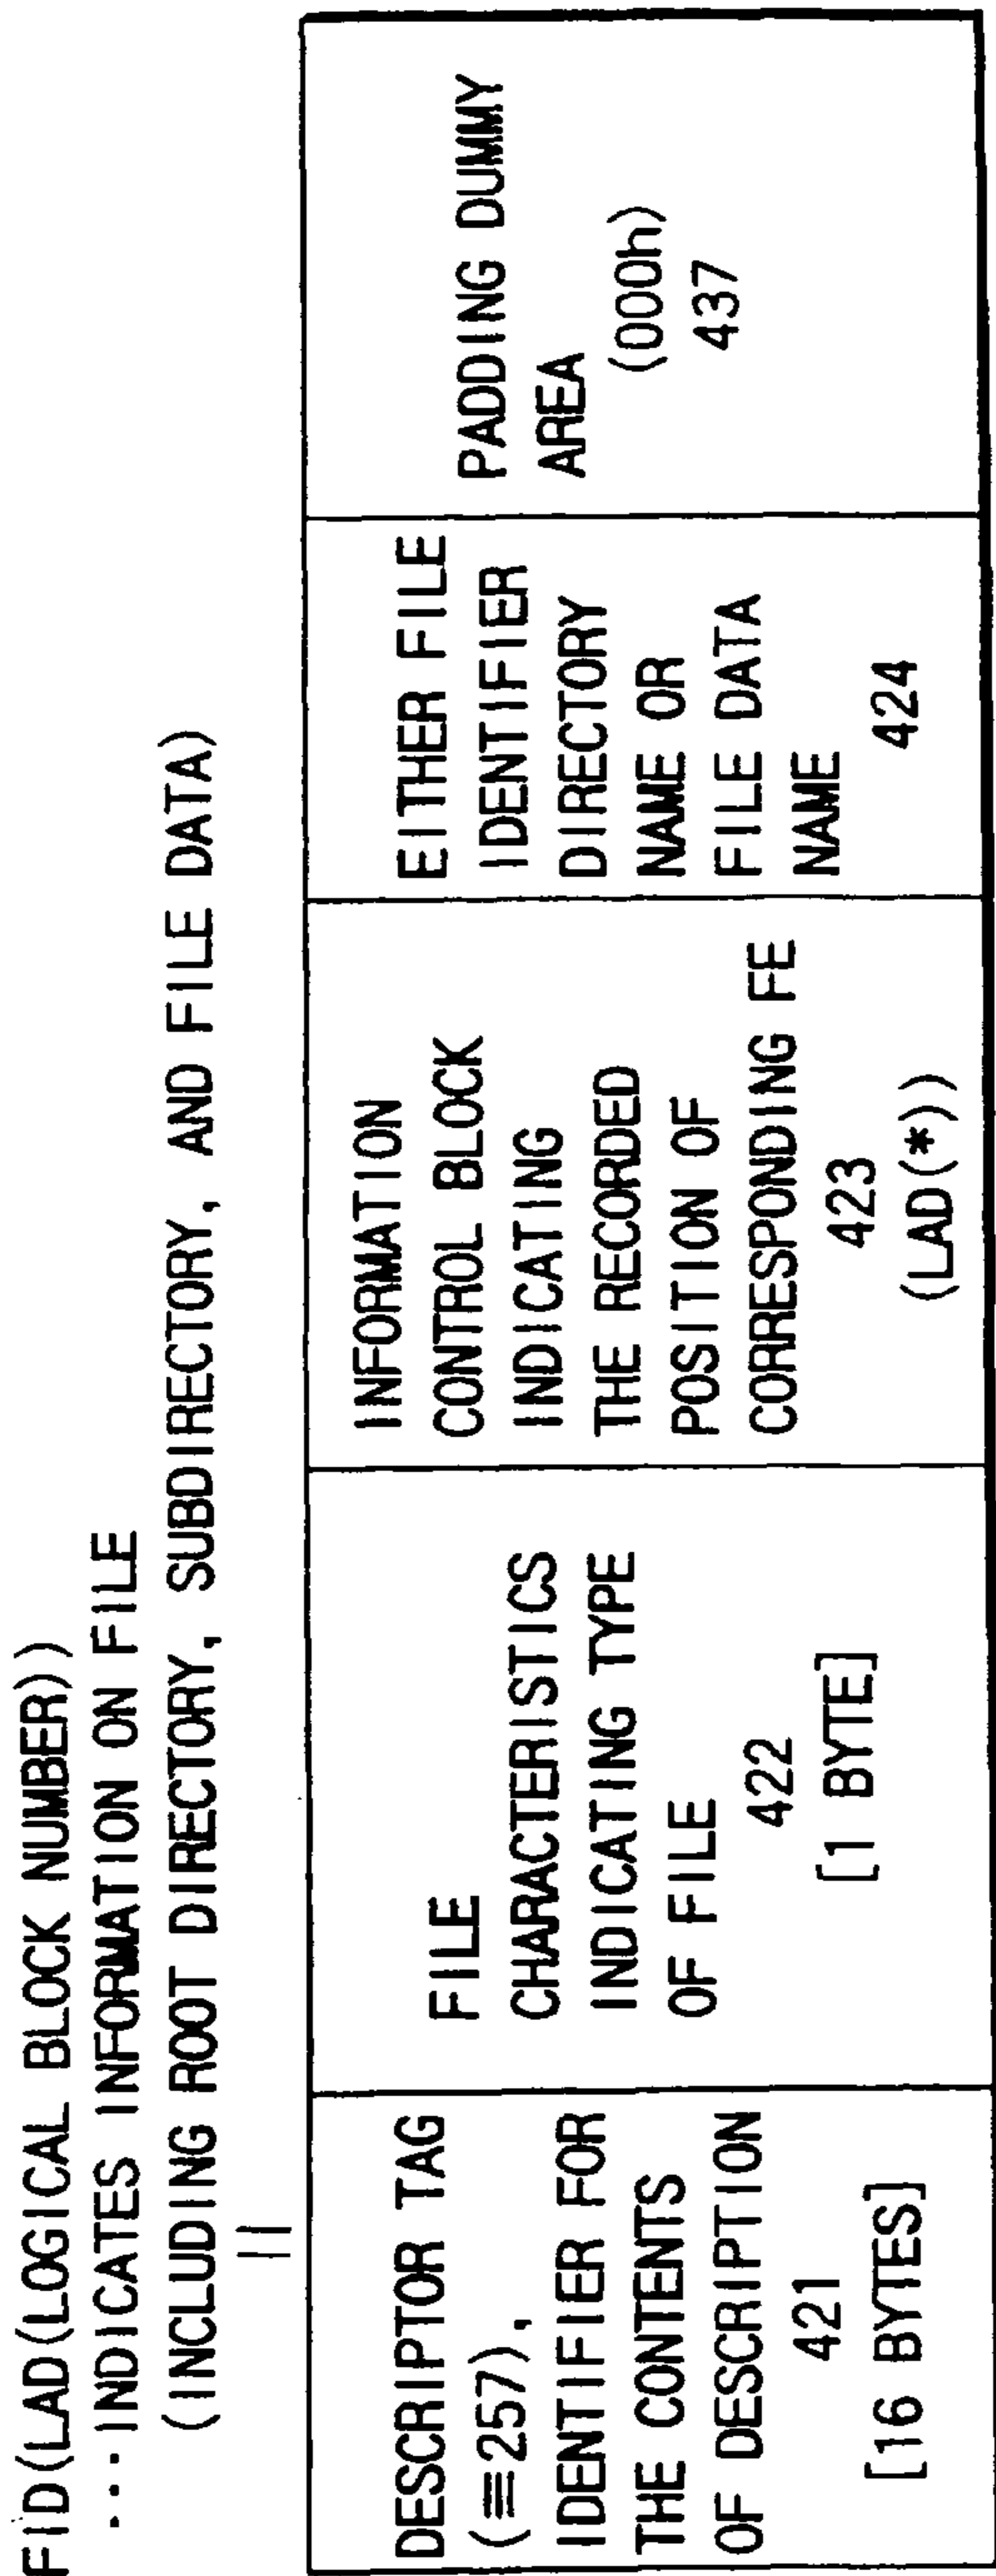 FID(LAD(LOGICAL BLOCK NUMBER))
···INDICATES INFORMATION ON FILE
(INCLUDING ROOT DIRECTORY, SUBDIRECTORY, AND FILE DATA)
||
DESCRIPTOR TAG
(≡257),
IDENTIFIER FOR
THE CONTENTS
OF DESCRIPTION
421
[16 BYTES]
FILE
CHARACTERISTICS
INDICATING TYPE
OF FILE
422
[1 BYTE]
INFORMATION
CONTROL BLOCK
INDICATING
THE RECORDED
POSITION OF
CORRESPONDING FE
423
(LAD(*))
EITHER FILE
IDENTIFIER
DIRECTORY
NAME OR
FILE DATA
NAME
424
PADDING DUMMY
AREA
(000h)
437